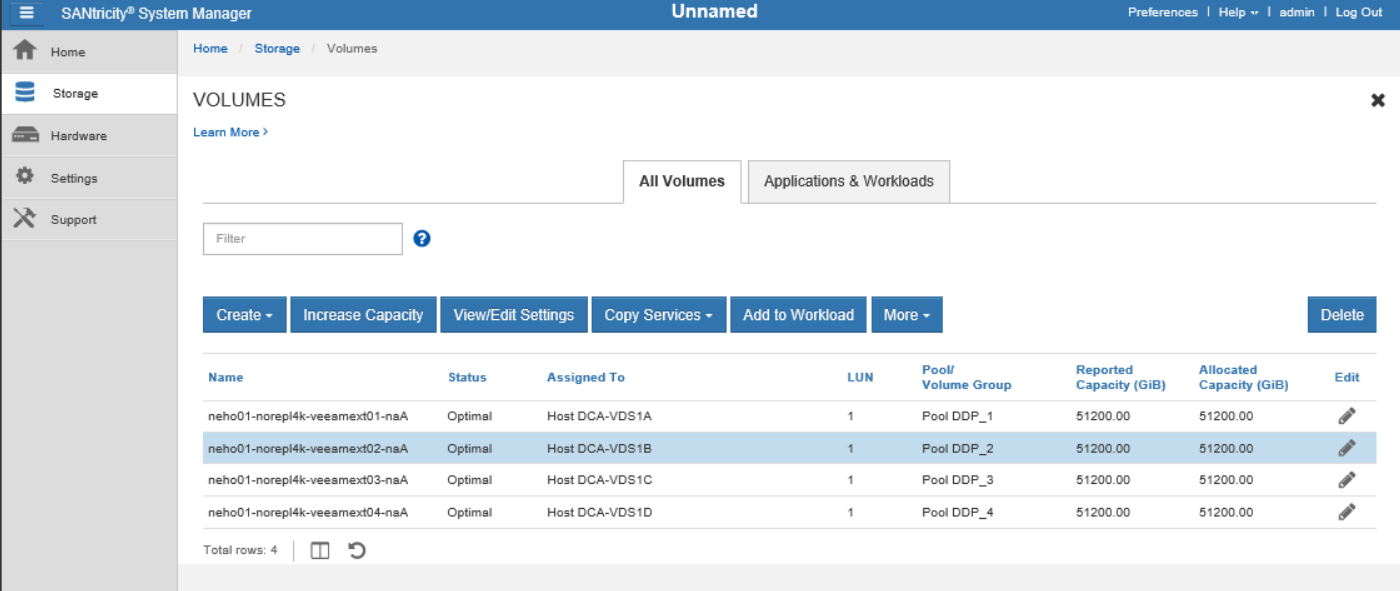 SANtricity® System Manager
Unnamed
Preferences | Help | admin | Log Out
Home
Storage
Hardware
Settings
Support
Home / Storage / Volumes
VOLUMES
Learn More >
All Volumes
Applications & Workloads
Filter
?
Create
Increase Capacity
View/Edit Settings
Copy Services
Add to Workload
More
Delete
Name Status Assigned To LUN Pool/ Volume Group Reported Capacity (GiB) Allocated Capacity (GiB) Edit
neho01-norepl4k-veeamext01-naA Optimal Host DCA-VDS1A 1 Pool DDP_1 51200.00 51200.00
neho01-norepl4k-veeamext02-naA Optimal Host DCA-VDS1B 1 Pool DDP_2 51200.00 51200.00
neho01-norepl4k-veeamext03-naA Optimal Host DCA-VDS1C 1 Pool DDP_3 51200.00 51200.00
neho01-norepl4k-veeamext04-naA Optimal Host DCA-VDS1D 1 Pool DDP_4 51200.00 51200.00
Total rows: 4